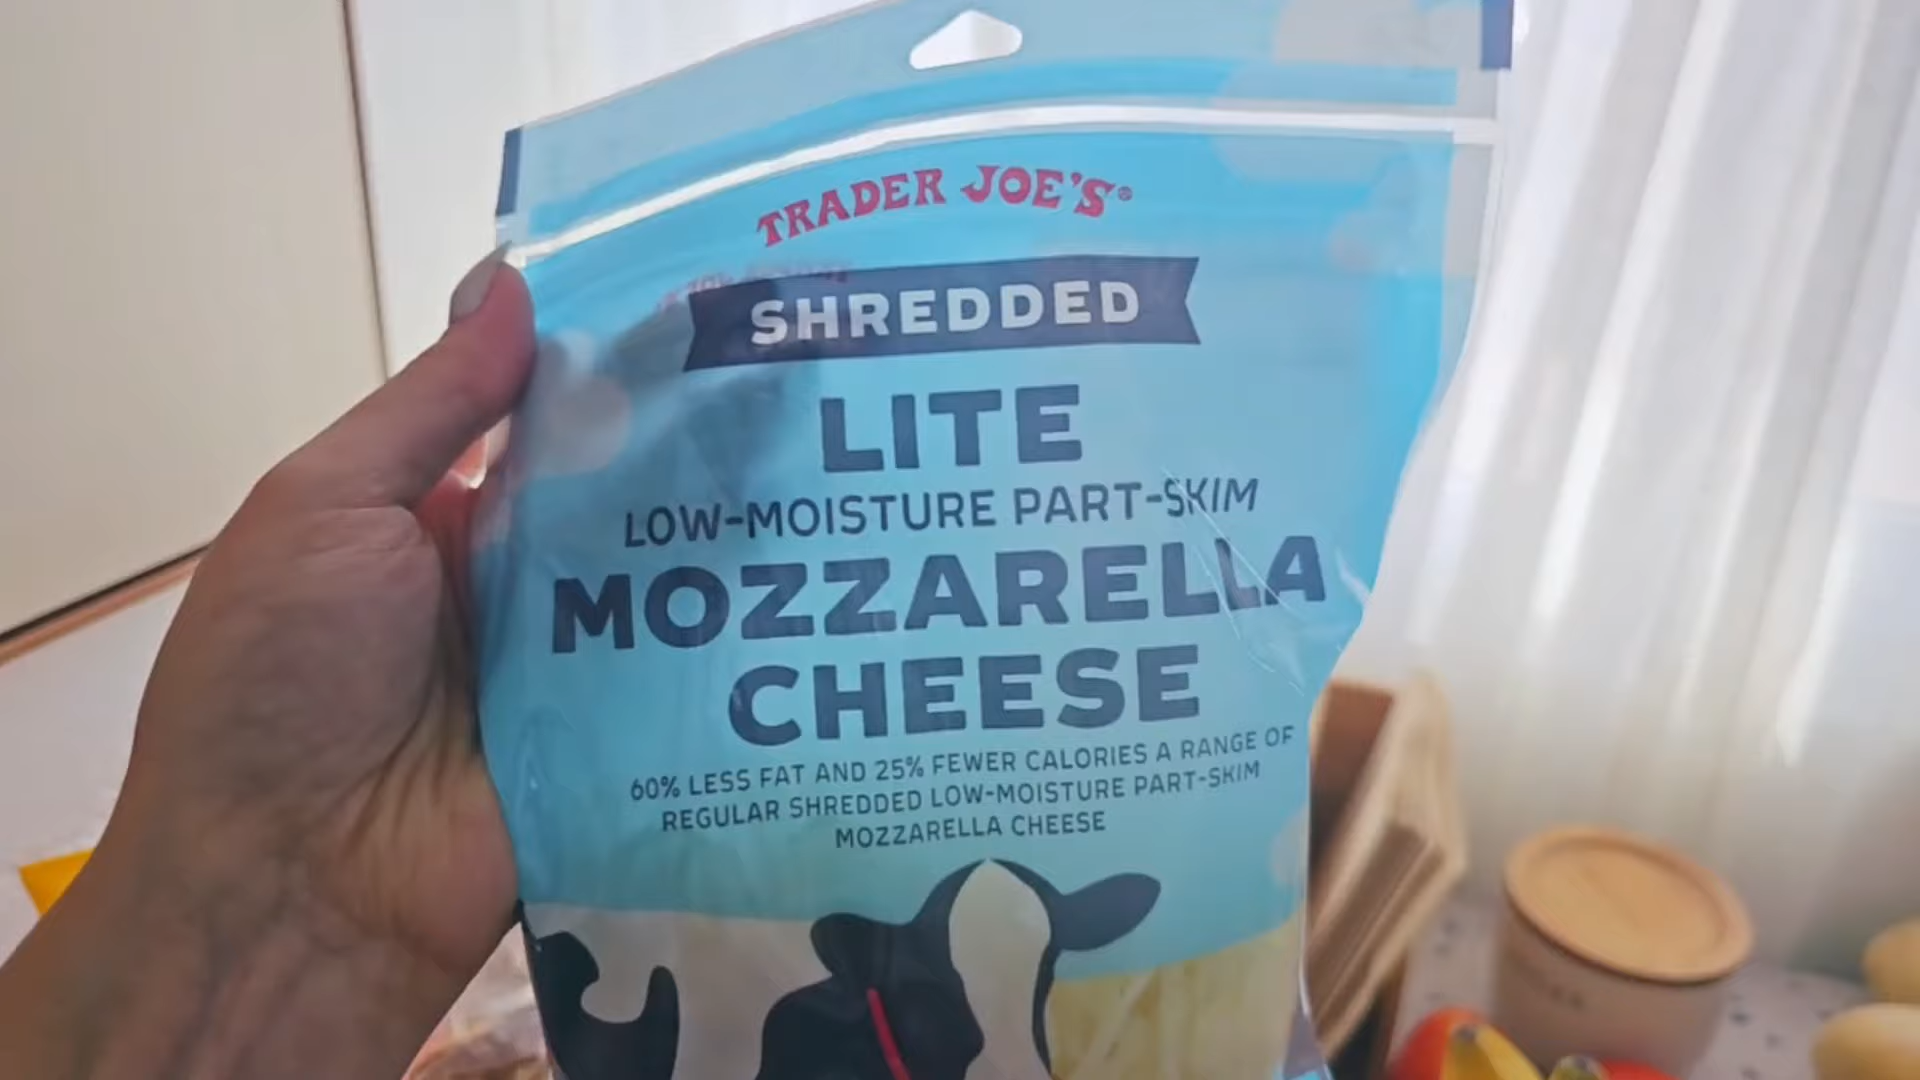 TRADER JOE'S®
SHREDDED
LITE
LOW-MOISTURE PART-SKIM
MOZZARELLA
CHEESE
60% LESS FAT AND 25% FEWER CALORIES A RANGE OF
REGULAR SHREDDED LOW-MOISTURE PART-SKIM
MOZZARELLA CHEESE